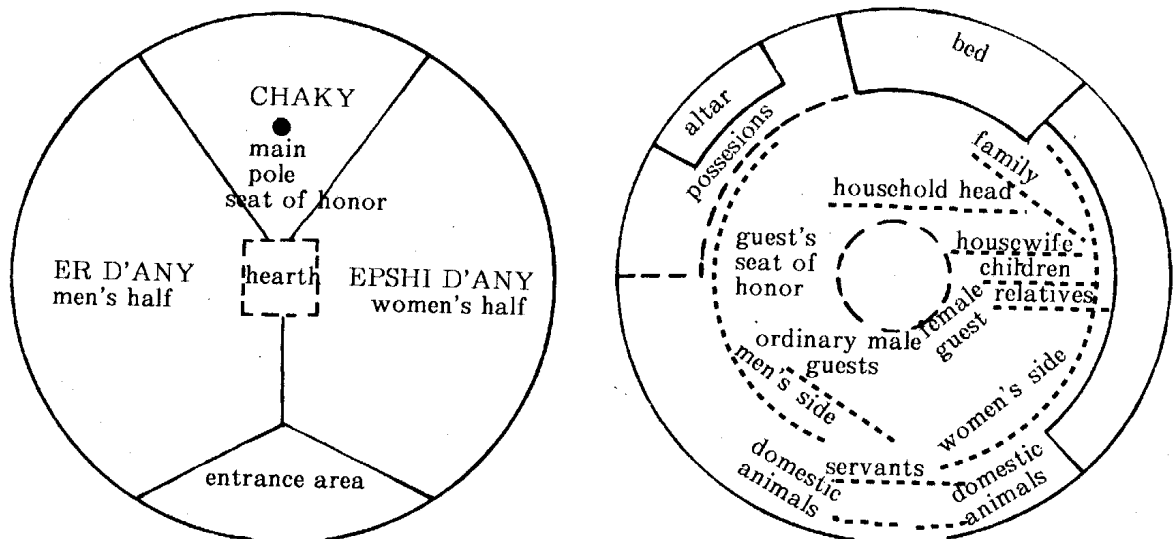 CHAKY
main
pole
seat of honor
ER D'ANY
men's half
hearth
EPSHI D'ANY
women's half
entrance area
bed
altar
possesions
family
household head
guest's
seat of
honor
housewife
children
relatives
female
guest
ordinary male
guests
men's side
women's side
servants
domestic
animals
domestic
animals